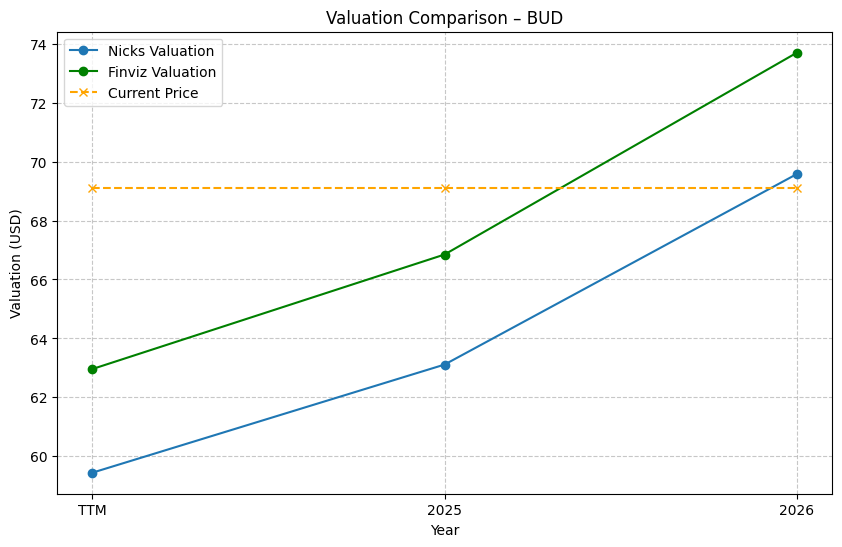 Valuation Comparison – BUD
Nicks Valuation
Finviz Valuation
Current Price
Valuation (USD)
74
72
70
68
66
64
62
60
TTM
2025
2026
Year